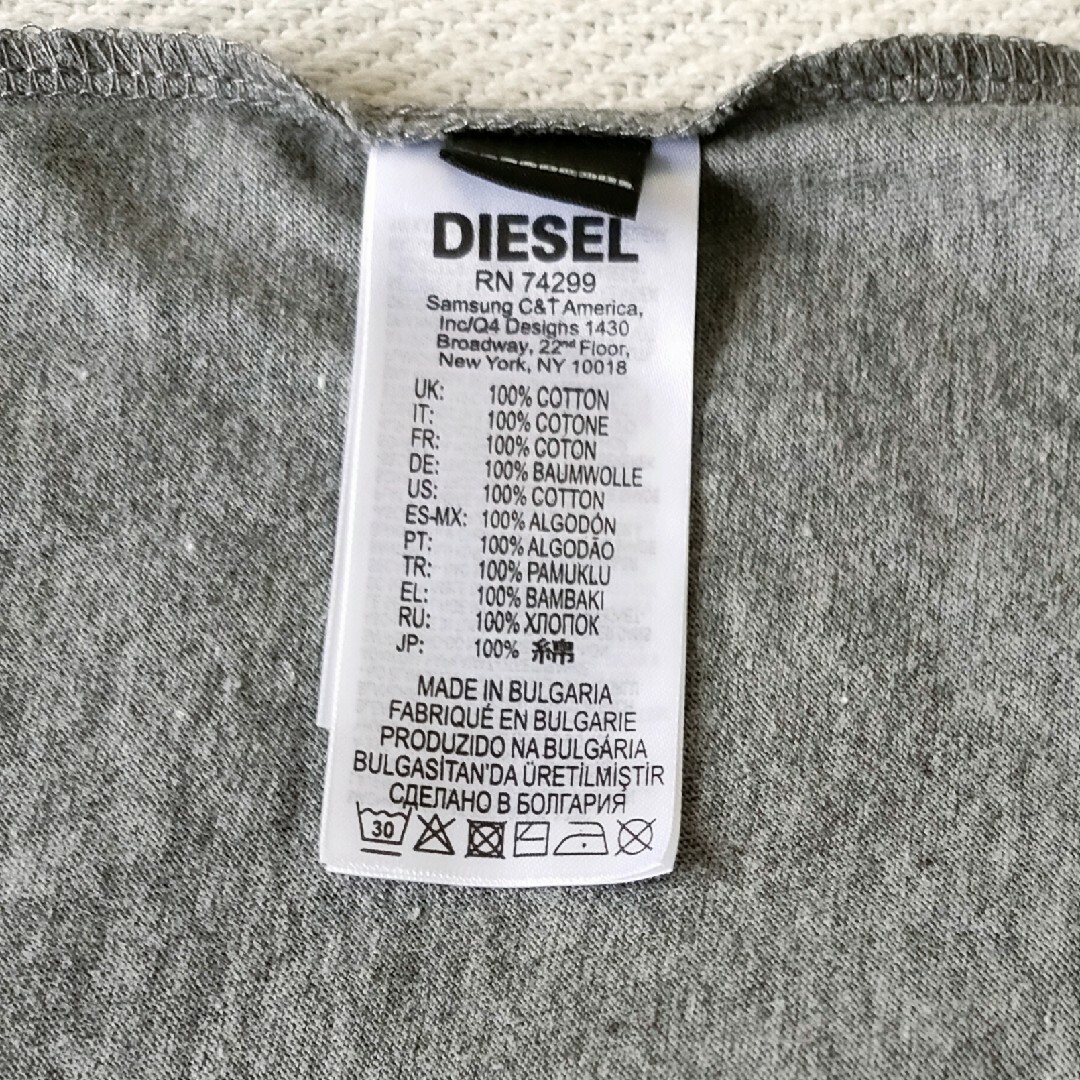 DIESEL
RN 74299
Samsung C&T America,
Inc/Q4 Designs 1430
Broadway, 22nd Floor,
New York, NY 10018
UK: 100% COTTON
IT: 100% COTONE
FR: 100% COTON
DE: 100% BAUMWOLLE
US: 100% COTTON
ES-MX: 100% ALGODÓN
PT: 100% ALGODÃO
TR: 100% PAMUKLU
EL: 100% BAMBAKI
RU: 100% ХЛОПОК
JP: 100% 綿
MADE IN BULGARIA
FABRIQUÉ EN BULGARIE
PRODUZIDO NA BULGÁRIA
BULGASİTAN'DA ÜRETİLMİŞTİR
СДЕЛАНО В БОЛГАРИЯ
30